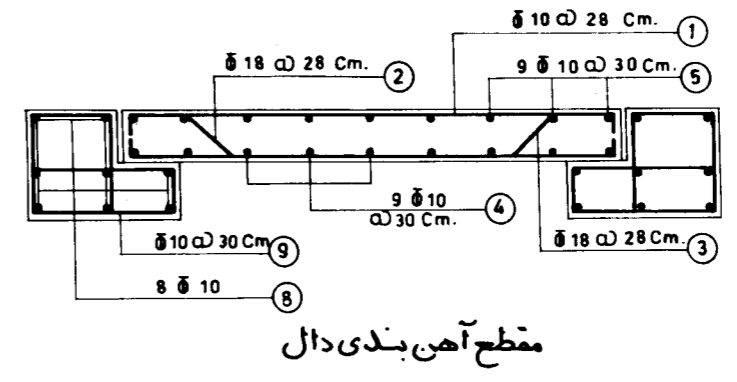 Φ 10 @ 28 Cm.
1
Φ 18 @ 28 Cm.
2
9 Φ 10 @ 30 Cm.
5
9 Φ 10
@ 30 Cm.
4
Φ 10 @ 30 Cm
9
Φ 18 @ 28 Cm.
3
8 Φ 10
8
مقطع آهن بندی دال